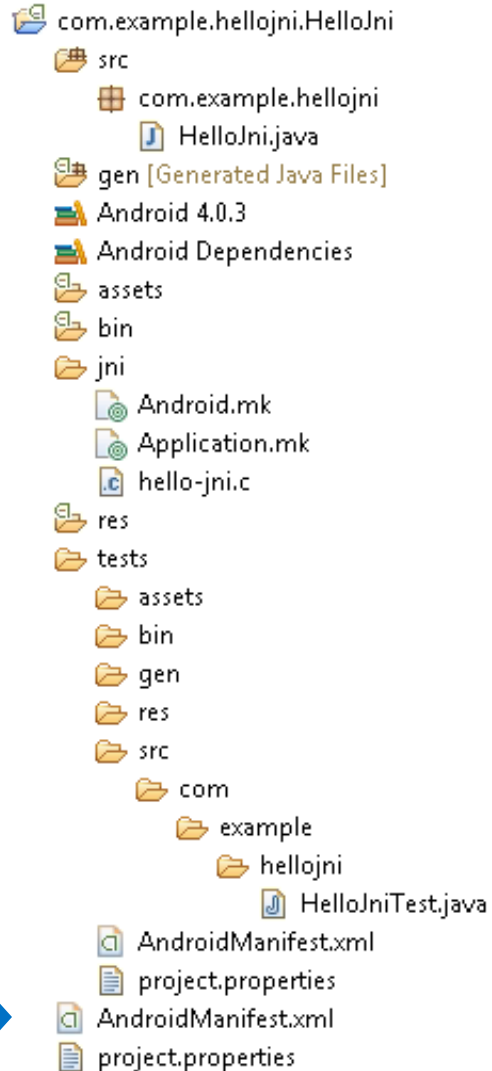 com.example.hellojni.HelloJni
src
com.example.hellojni
HelloJni.java
gen [Generated Java Files]
Android 4.0.3
Android Dependencies
assets
bin
jni
Android.mk
Application.mk
hello-jni.c
res
tests
assets
bin
gen
res
src
com
example
hellojni
HelloJniTest.java
AndroidManifest.xml
project.properties
AndroidManifest.xml
project.properties